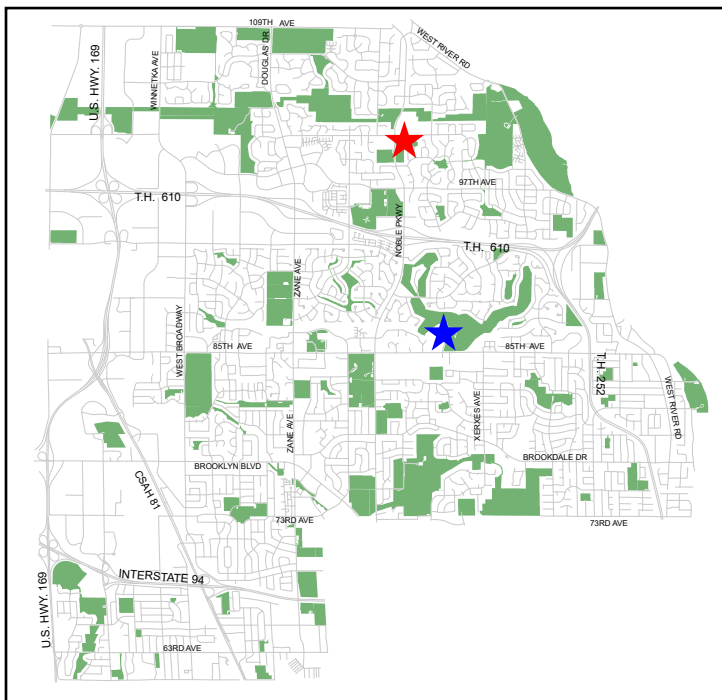 109TH AVE
WEST RIVER RD
U.S. HWY. 169
WINNETKA AVE
DOUGLAS DR
97TH AVE
T.H. 610
NOBLE PKWY
T.H. 610
ZANE AVE
WEST BROADWAY
85TH AVE
85TH AVE
T.H. 252
WEST RIVER RD
ZANE AVE
XERXES AVE
BROOKLYN BLVD
BROOKDALE DR
CSAH 81
73RD AVE
73RD AVE
INTERSTATE 94
U.S. HWY. 169
63RD AVE